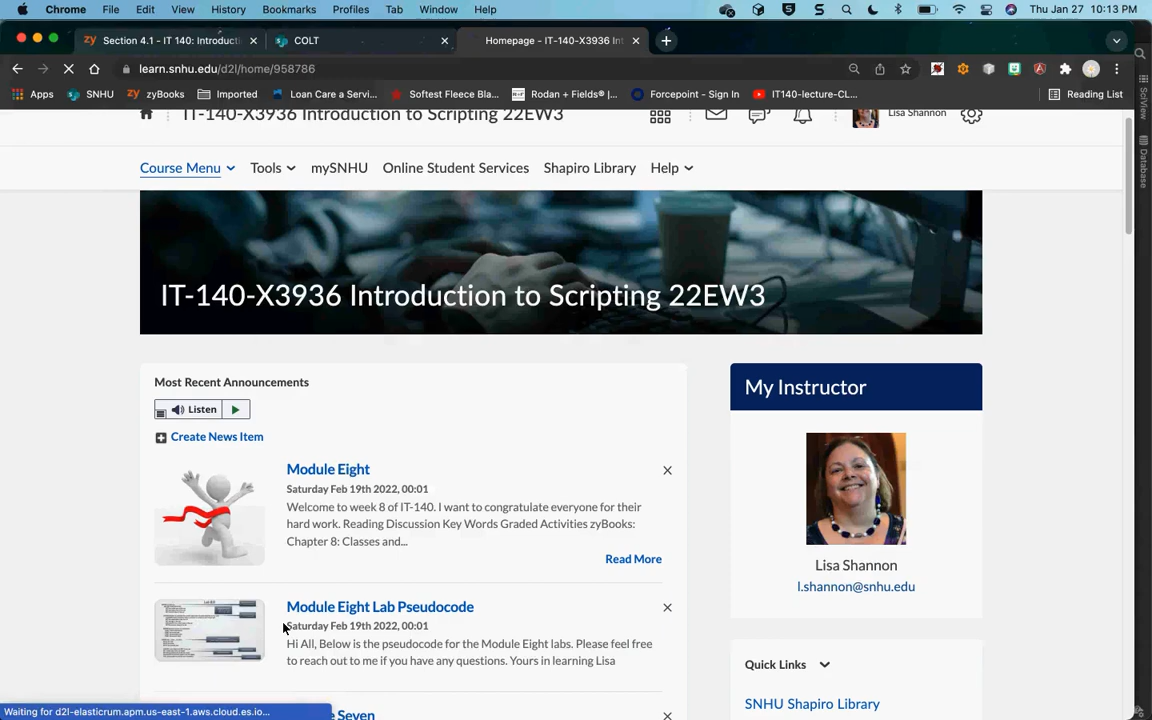 Chrome File Edit View History Bookmarks Profiles Tab Window Help Thu Jan 27 10:13 PM
zy Section 4.1 - IT 140: Introducti COLT Homepage - IT-140-X3936 Int
learn.snhu.edu/d2l/home/958786
Apps SNHU zy zyBooks Imported Loan Care a Servi... Softest Fleece Bla... R+F Rodan + Fields® |... Forcepoint - Sign In IT140-lecture-CL... Reading List
IT-140-X3936 Introduction to Scripting 22EW3 Lisa Shannon
Course Menu Tools mySNHU Online Student Services Shapiro Library Help
IT-140-X3936 Introduction to Scripting 22EW3
Most Recent Announcements
Listen
Create News Item
Module Eight
Saturday Feb 19th 2022, 00:01
Welcome to week 8 of IT-140. I want to congratulate everyone for their
hard work. Reading Discussion Key Words Graded Activities zyBooks:
Chapter 8: Classes and...
Read More
Module Eight Lab Pseudocode
Saturday Feb 19th 2022, 00:01
Hi All, Below is the pseudocode for the Module Eight labs. Please feel free
to reach out to me if you have any questions. Yours in learning Lisa
Seven
My Instructor
Lisa Shannon
l.shannon@snhu.edu
Quick Links
SNHU Shapiro Library
Waiting for d2l-elasticrum.apm.us-east-1.aws.cloud.es.io...
SciView
Database